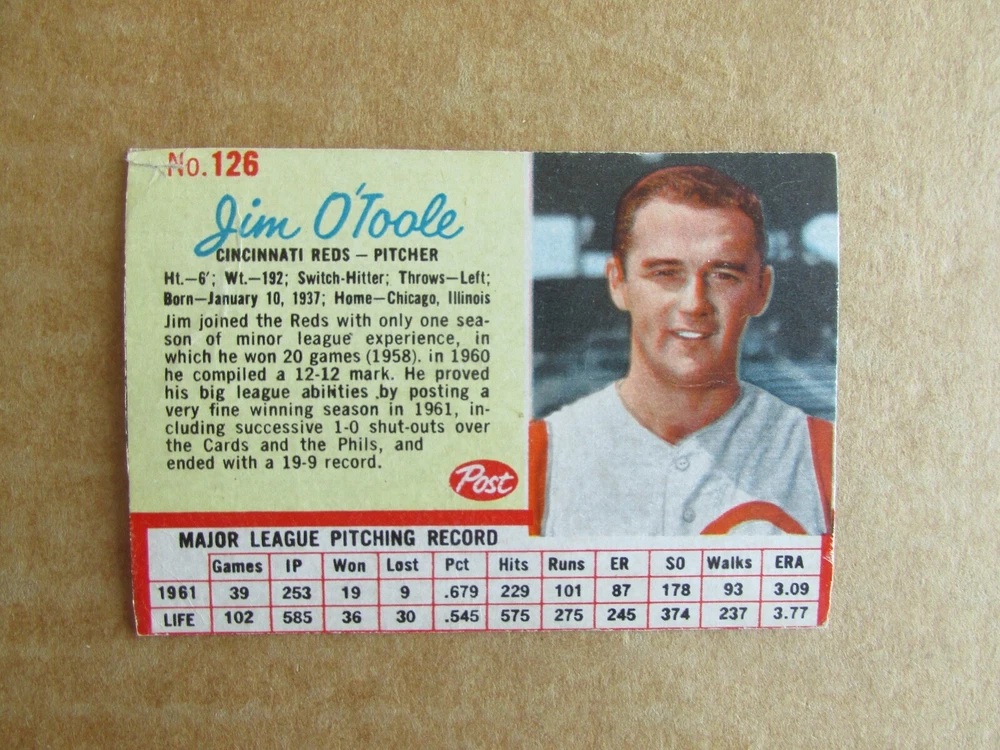 No. 126
Jim O'Toole
CINCINNATI REDS — PITCHER
Ht.—6'; Wt.—192; Switch-Hitter; Throws—Left;
Born—January 10, 1937; Home—Chicago, Illinois
Jim joined the Reds with only one sea-
son of minor league experience, in
which he won 20 games (1958). in 1960
he compiled a 12-12 mark. He proved
his big league abilities by posting a
very fine winning season in 1961, in-
cluding successive 1-0 shut-outs over
the Cards and the Phils, and
ended with a 19-9 record.
Post
MAJOR LEAGUE PITCHING RECORD
Games IP Won Lost Pct Hits Runs ER SO Walks ERA
1961 39 253 19 9 .679 229 101 87 178 93 3.09
LIFE 102 585 36 30 .545 575 275 245 374 237 3.77